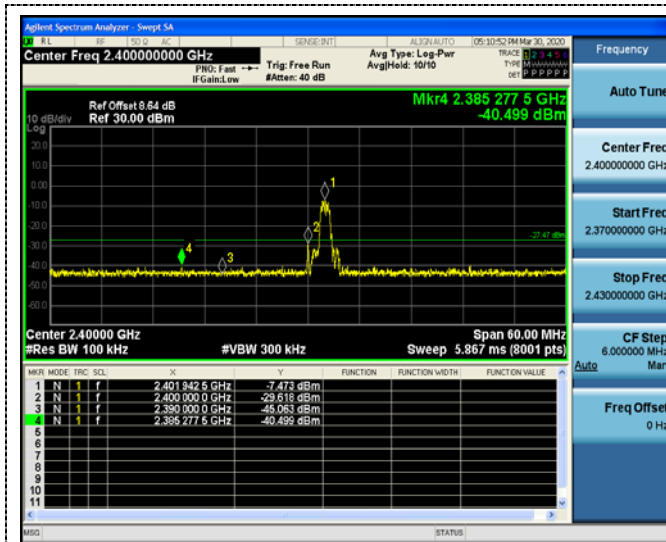 Agilent Spectrum Analyzer - Swept SA
RL RF 50 Ω AC SENSE:INT ALIGN AUTO 05:10:52 PM Mar 30, 2020
Center Freq 2.400000000 GHz
PNO: Fast
IFGain:Low
Trig: Free Run
#Atten: 40 dB
Avg Type: Log-Pwr
Avg|Hold: 10/10
TRACE 1 2 3 4 5 6
TYPE M
DET P P P P P P
Ref Offset 8.64 dB
Ref 30.00 dBm
10 dB/div
Log
Mkr4 2.385 277 5 GHz
-40.499 dBm
20.0
10.0
0.00
-10.0
-20.0
-30.0
-40.0
-50.0
-60.0
1
2
3
4
-27.47 dBm
Center 2.40000 GHz
#Res BW 100 kHz
#VBW 300 kHz
Span 60.00 MHz
Sweep 5.867 ms (8001 pts)
MKR MODE TRC SCL X Y FUNCTION FUNCTION WIDTH FUNCTION VALUE
1 N 1 f 2.401 942 5 GHz -7.473 dBm
2 N 1 f 2.400 000 0 GHz -29.618 dBm
3 N 1 f 2.390 000 0 GHz -45.063 dBm
4 N 1 f 2.385 277 5 GHz -40.499 dBm
5
6
7
8
9
10
11
MSG STATUS
Frequency
Auto Tune
Center Freq
2.400000000 GHz
Start Freq
2.370000000 GHz
Stop Freq
2.430000000 GHz
CF Step
6.000000 MHz
Auto Man
Freq Offset
0 Hz